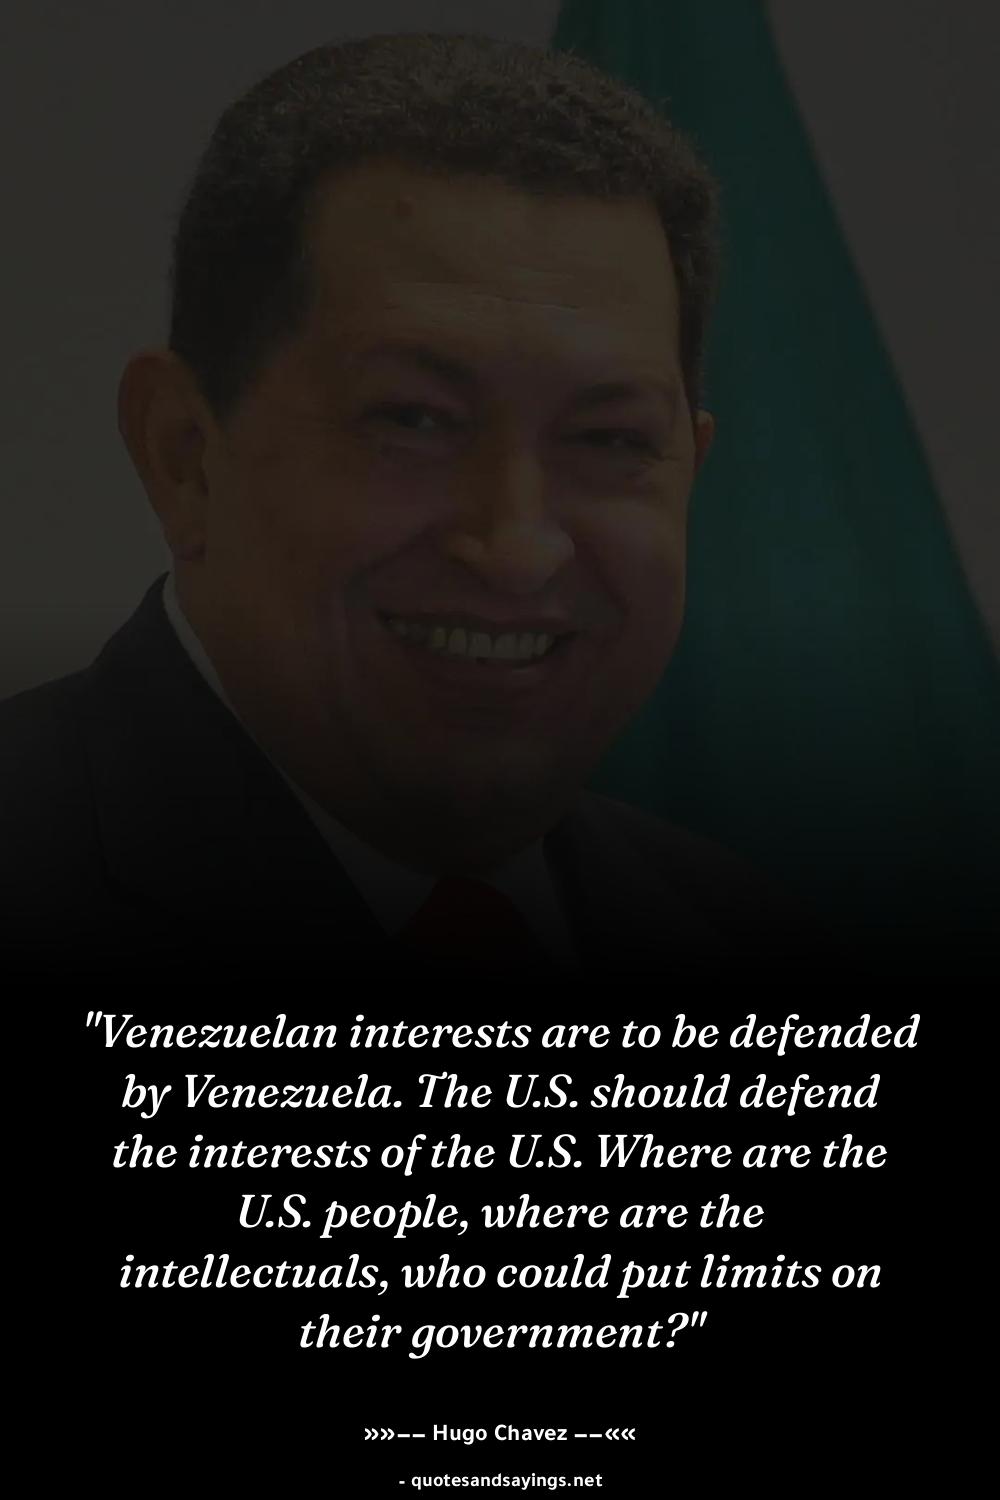 "Venezuelan interests are to be defended
by Venezuela. The U.S. should defend
the interests of the U.S. Where are the
U.S. people, where are the
intellectuals, who could put limits on
their government?"
»»−− Hugo Chavez −−««
- quotesandsayings.net